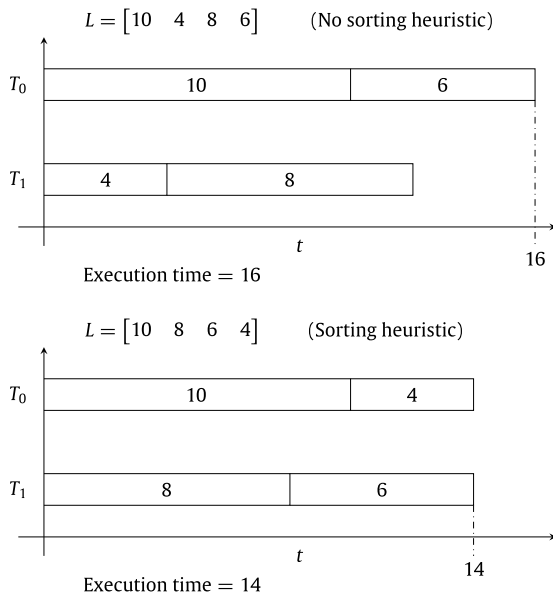 L = [10 4 8 6] (No sorting heuristic)
T₀ 10 6
T₁ 4 8
t
16
Execution time = 16
L = [10 8 6 4] (Sorting heuristic)
T₀ 10 4
T₁ 8 6
t
14
Execution time = 14